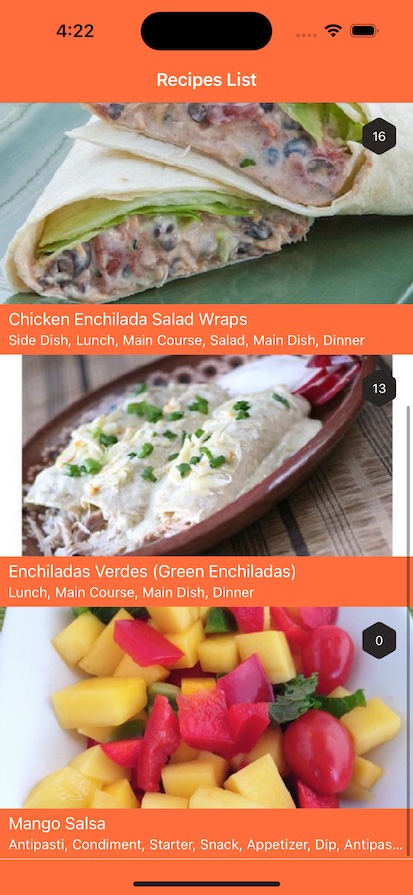 4:22
Recipes List
16
Chicken Enchilada Salad Wraps
Side Dish, Lunch, Main Course, Salad, Main Dish, Dinner
13
Enchiladas Verdes (Green Enchiladas)
Lunch, Main Course, Main Dish, Dinner
0
Mango Salsa
Antipasti, Condiment, Starter, Snack, Appetizer, Dip, Antipas...